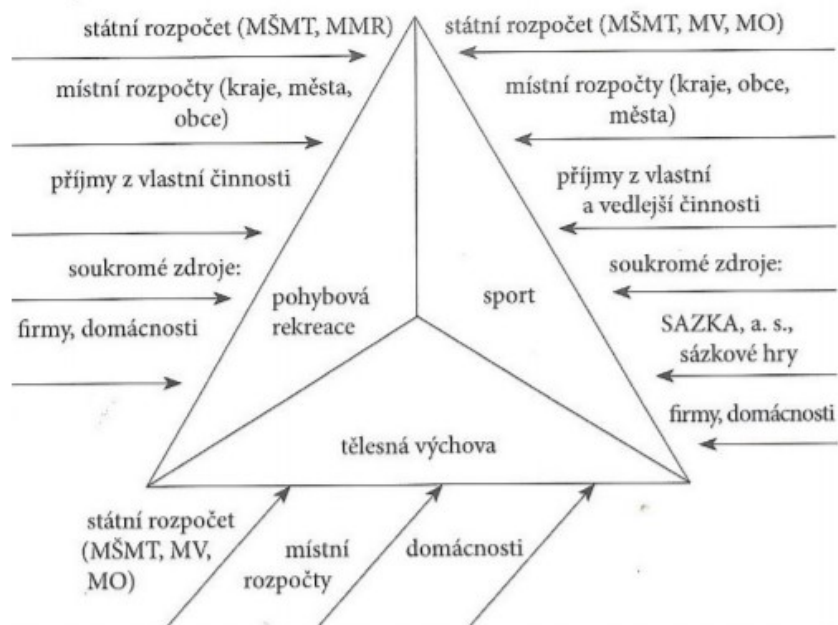 státní rozpočet (MŠMT, MMR)
místní rozpočty (kraje, města,
obce)
příjmy z vlastní činnosti
soukromé zdroje:
firmy, domácnosti
státní rozpočet (MŠMT, MV, MO)
místní rozpočty (kraje, obce,
města)
příjmy z vlastní
a vedlejší činnosti
soukromé zdroje:
SAZKA, a. s.,
sázkové hry
firmy, domácnosti
pohybová
rekreace
sport
tělesná výchova
státní rozpočet
(MŠMT, MV,
MO)
místní
rozpočty
domácnosti